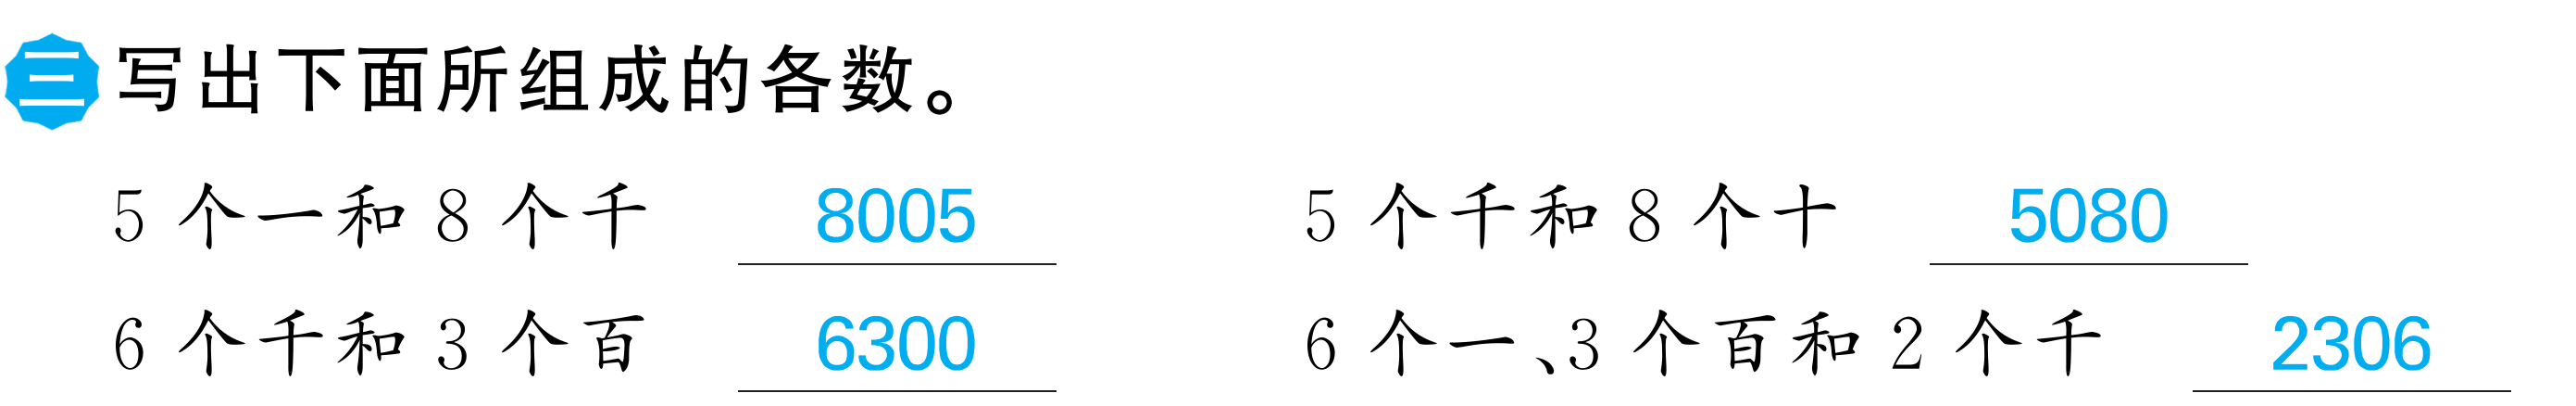 三 写出下面所组成的各数。
5 个一和 8 个千 8005 5 个千和 8 个十 5080
6 个千和 3 个百 6300 6 个一、3 个百和 2 个千 2306